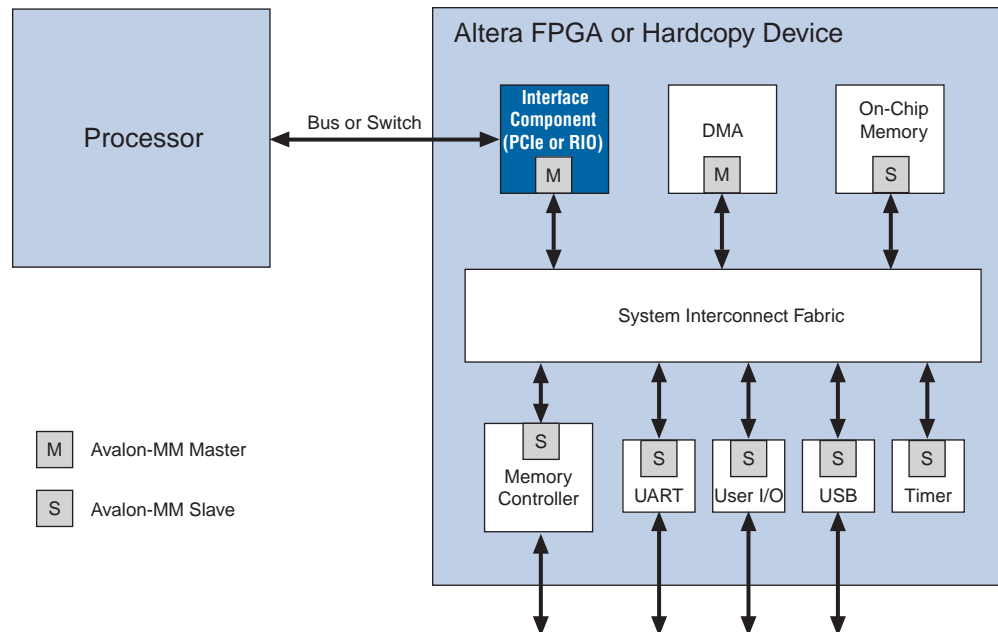 Altera FPGA or Hardcopy Device
Processor
Bus or Switch
Interface
Component
(PCIe or RIO)
M
DMA
M
On-Chip
Memory
S
System Interconnect Fabric
S
Memory
Controller
S
UART
S
User I/O
S
USB
S
Timer
M Avalon-MM Master
S Avalon-MM Slave